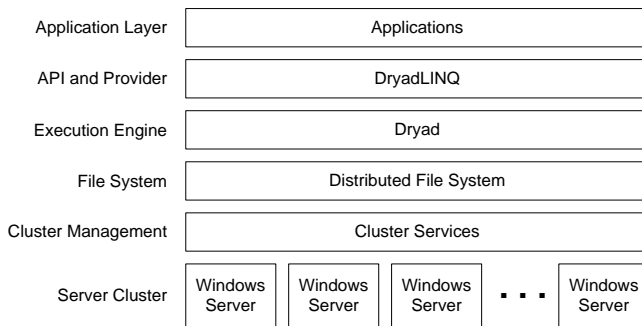 Application Layer Applications
API and Provider DryadLINQ
Execution Engine Dryad
File System Distributed File System
Cluster Management Cluster Services
Server Cluster
Windows Server
Windows Server
Windows Server
. . .
Windows Server